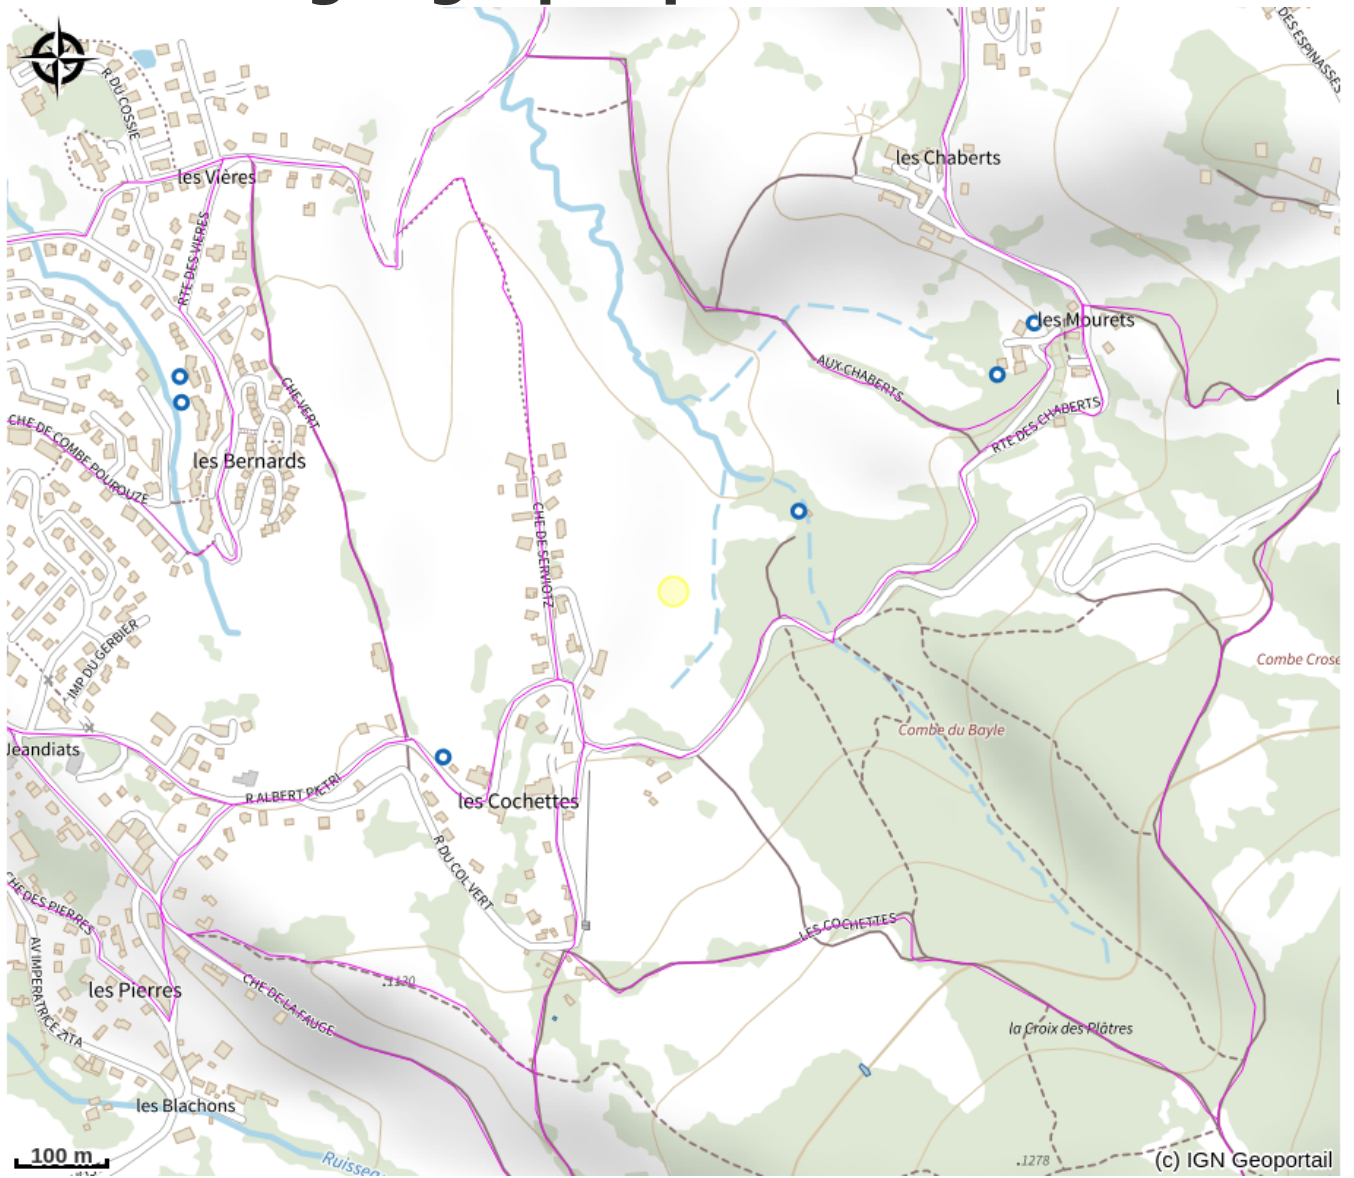 DES ESPINASSES
R DU COSSIE
les Chaberts
les Vières
RTE DES VIERES
les Mourets
AUX CHABERTS
CHE VERT
RTE DES CHABERTS
CHE DE COMBE POUROUZE
les Bernards
CHE DE SERVIOTZ
IMP DU GERBIER
Combe Crose
Combe du Bayle
Jeandiats
R ALBERT PIETRI
les Cochettes
R DU COL VERT
CHE DES PIERRES
LES COCHETTES
AV IMPERATRICE ZITA
les Pierres
.1130
CHE DE LA FAUGE
la Croix des Plâtres
les Blachons
100 m
Ruissea
.1278
(c) IGN Geoportail